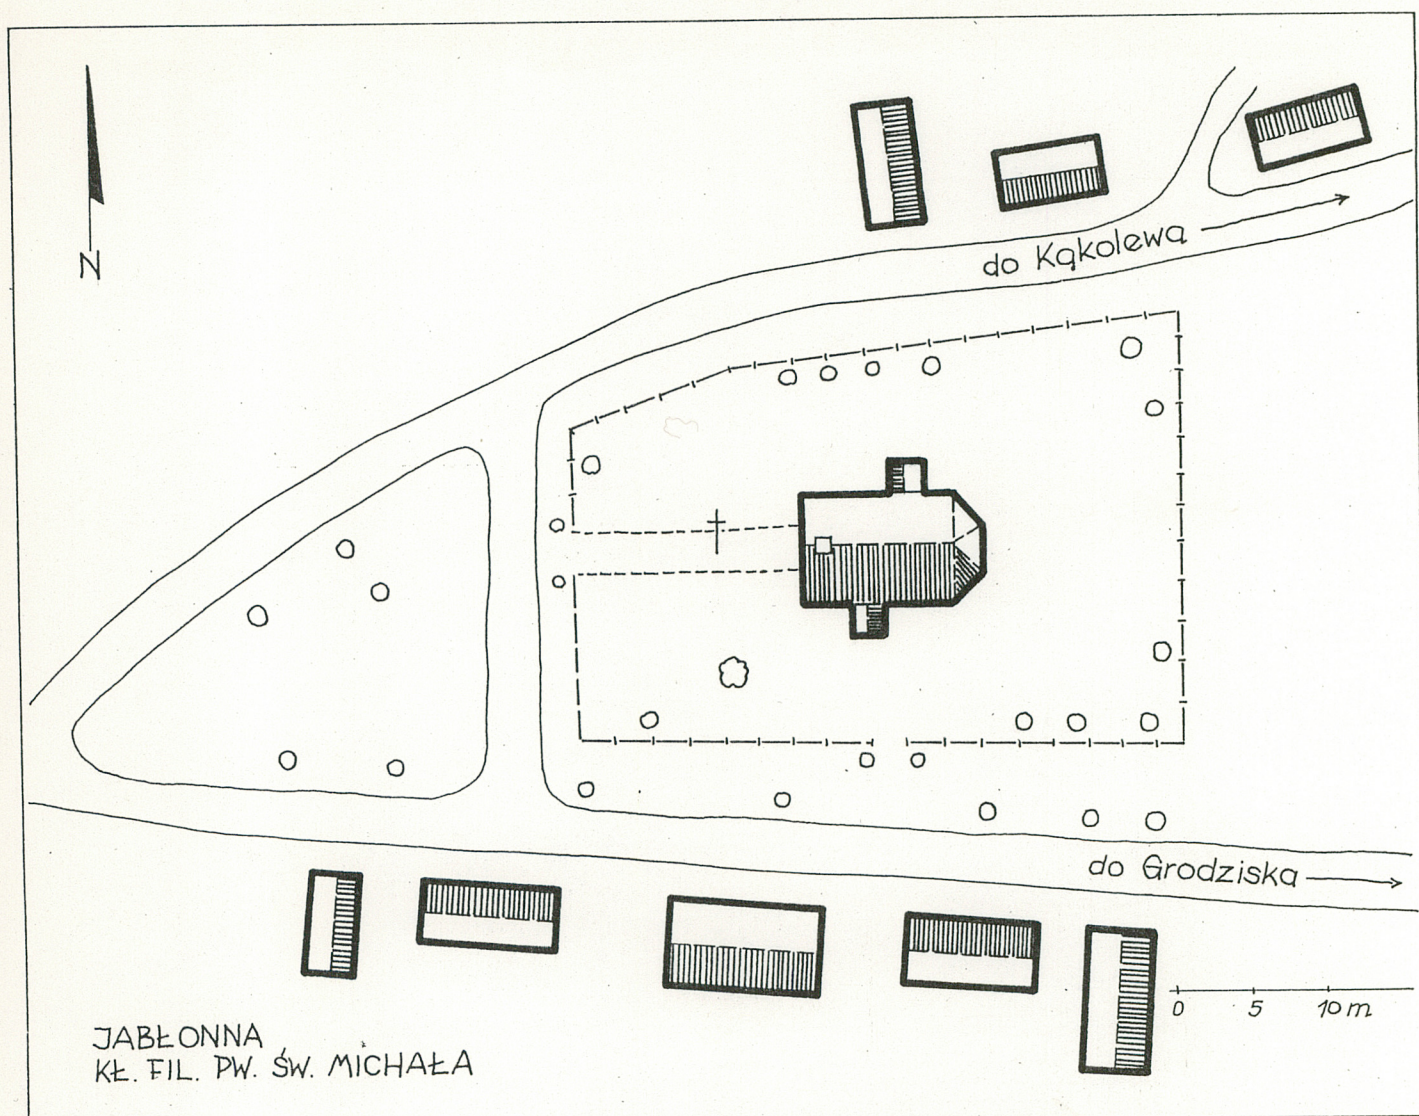 N
do Kąkolewa
do Grodziska
0 5 10 m
JABŁONNA
KŁ. FIL. PW. ŚW. MICHAŁA